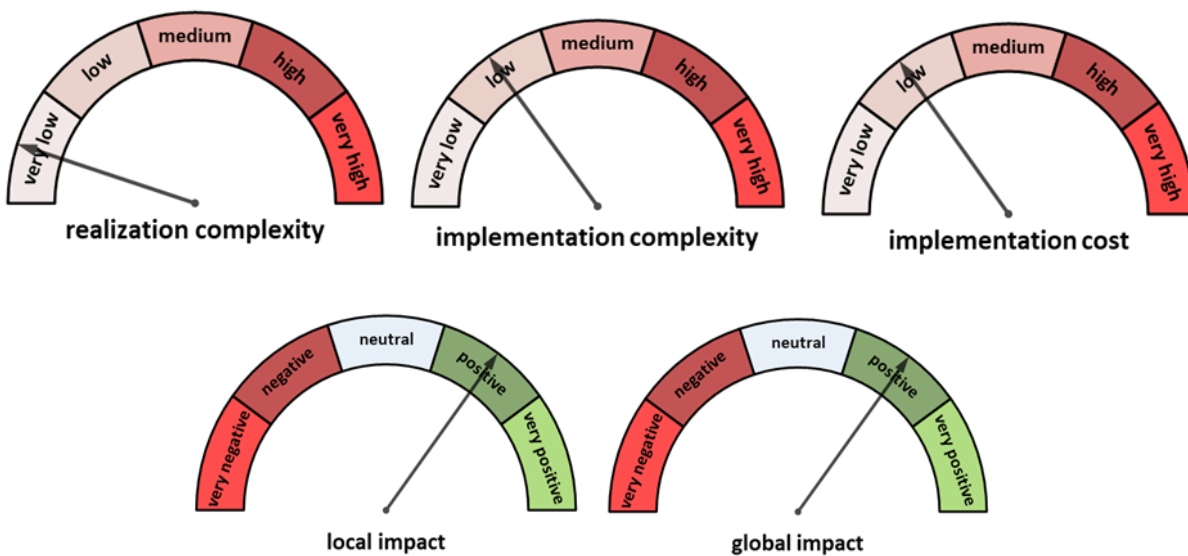 very low
low
medium
high
very high
realization complexity
very low
low
medium
high
very high
implementation complexity
very low
low
medium
high
very high
implementation cost
very negative
negative
neutral
positive
very positive
local impact
very negative
negative
neutral
positive
very positive
global impact